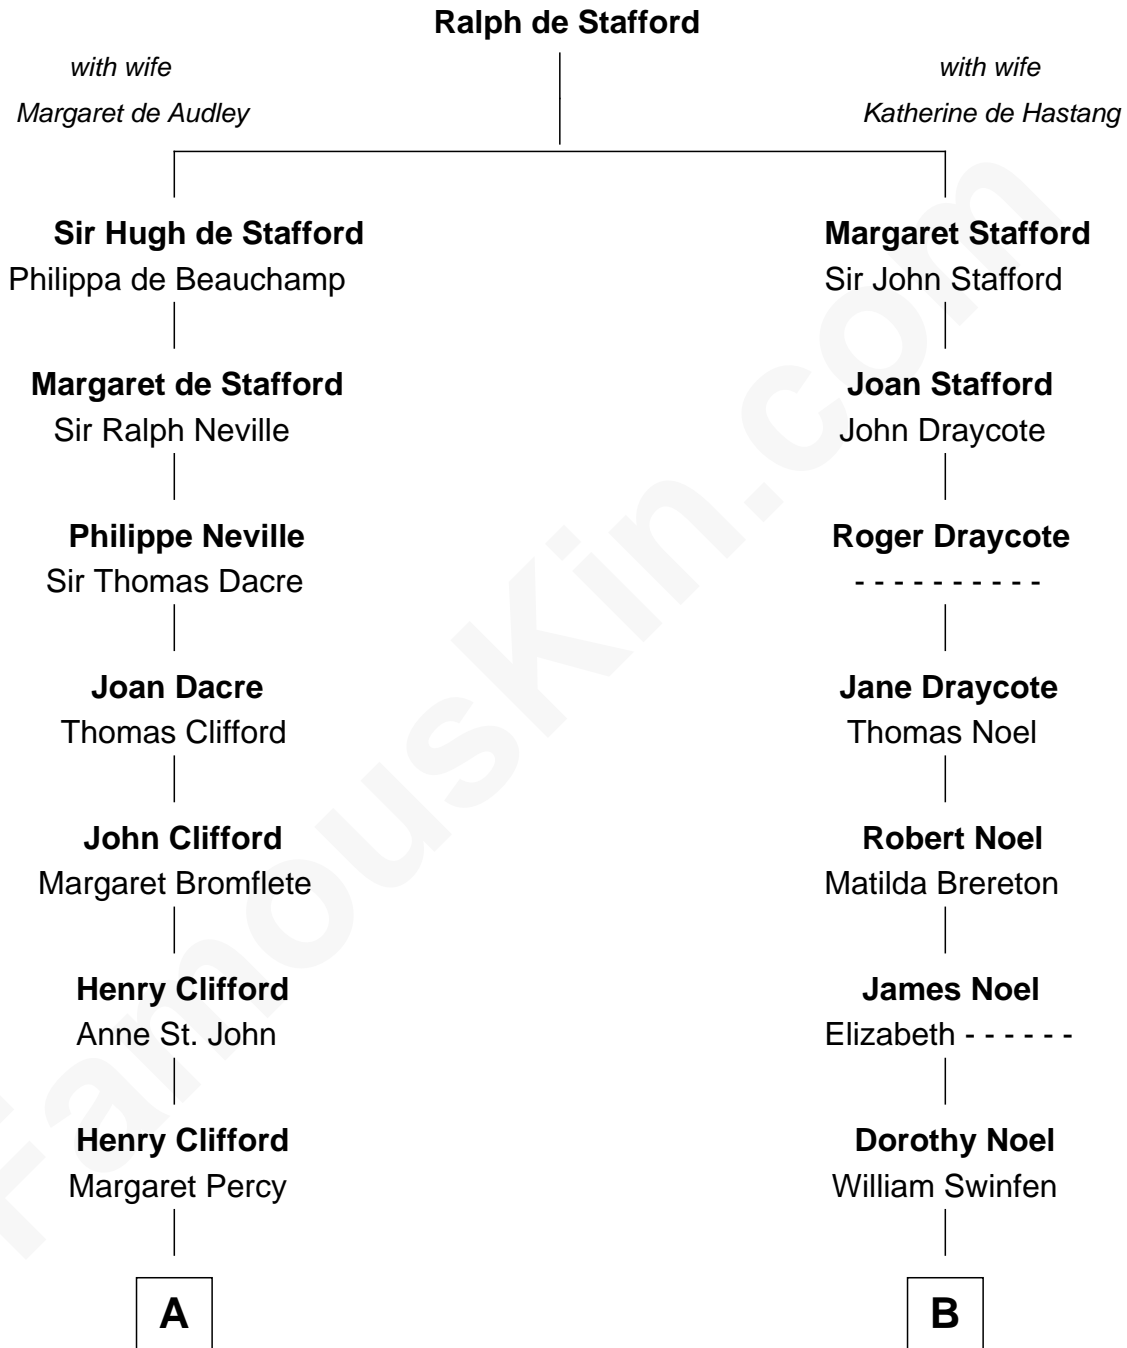 Ralph de Stafford
with wife
Margaret de Audley
with wife
Katherine de Hastang
Sir Hugh de Stafford
Philippa de Beauchamp
Margaret Stafford
Sir John Stafford
Margaret de Stafford
Sir Ralph Neville
Joan Stafford
John Draycote
Philippe Neville
Sir Thomas Dacre
Roger Draycote
- - - - - - - - - -
Joan Dacre
Thomas Clifford
Jane Draycote
Thomas Noel
John Clifford
Margaret Bromflete
Robert Noel
Matilda Brereton
Henry Clifford
Anne St. John
James Noel
Elizabeth - - - - - -
Henry Clifford
Margaret Percy
Dorothy Noel
William Swinfen
A
B
FamousKin.com